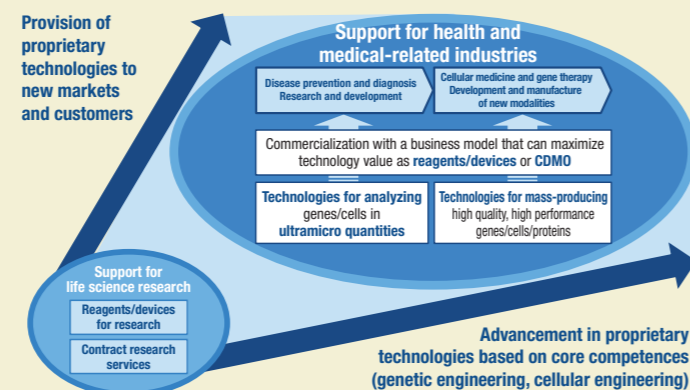 Provision of
proprietary
technologies to
new markets
and customers
Support for health and
medical-related industries
Disease prevention and diagnosis
Research and development
Cellular medicine and gene therapy
Development and manufacture
of new modalities
Commercialization with a business model that can maximize
technology value as reagents/devices or CDMO
Technologies for analyzing
genes/cells in
ultramicro quantities
Technologies for mass-producing
high quality, high performance
genes/cells/proteins
Support for
life science research
Reagents/devices
for research
Contract research
services
Advancement in proprietary
technologies based on core competences
(genetic engineering, cellular engineering)